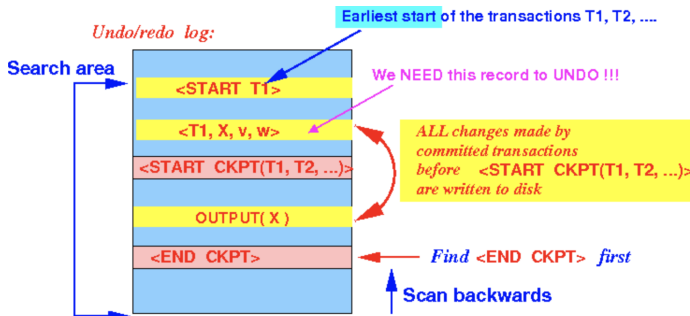 Earliest start of the transactions T1, T2, ....
Undo/redo log:
Search area
<START T1>
We NEED this record to UNDO !!!
<T1, X, v, w>
ALL changes made by
committed transactions
before <START CKPT(T1, T2, ...)>
are written to disk
<START CKPT(T1, T2, ...)>
OUTPUT( X )
<END CKPT>
Find <END CKPT> first
Scan backwards